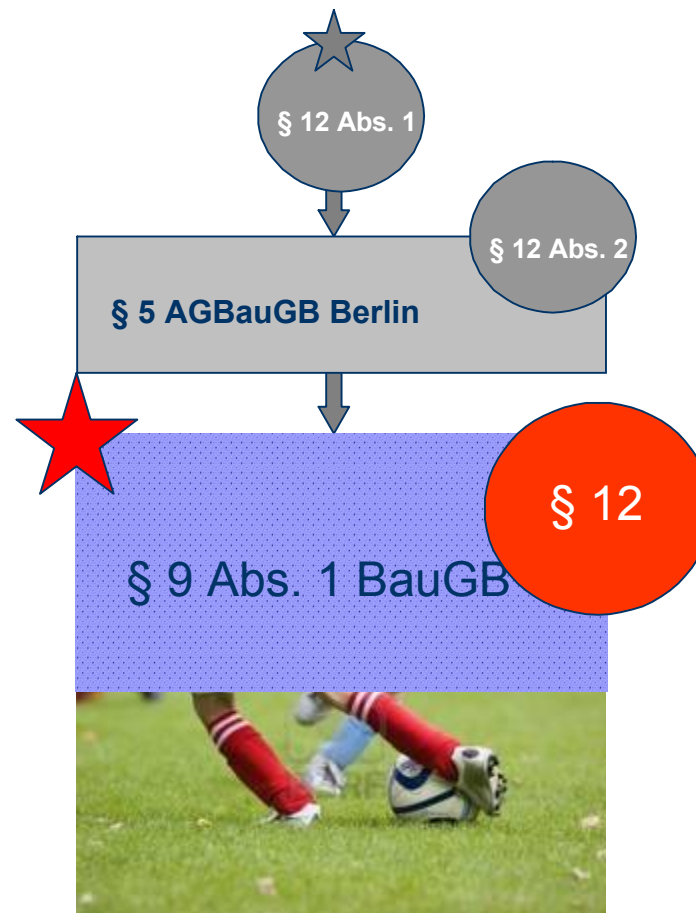 § 12 Abs. 1
§ 12 Abs. 2
§ 5 AGBauGB Berlin
§ 12
§ 9 Abs. 1 BauGB